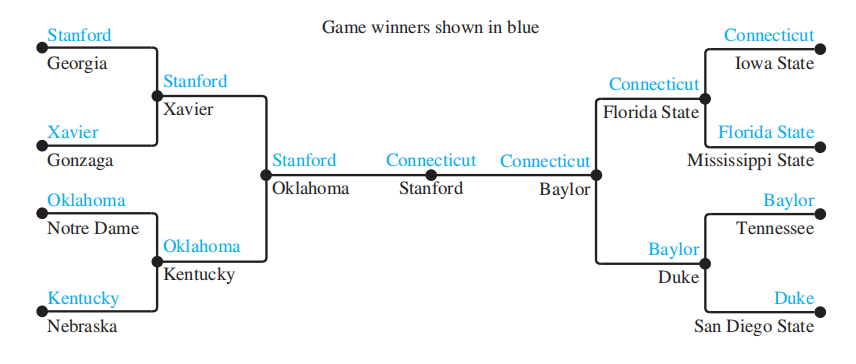 Game winners shown in blue
Stanford
Georgia
Stanford
Xavier
Xavier
Gonzaga
Stanford
Oklahoma
Oklahoma
Notre Dame
Oklahoma
Kentucky
Kentucky
Nebraska
Connecticut
Stanford
Connecticut
Baylor
Connecticut
Florida State
Connecticut
Iowa State
Florida State
Mississippi State
Baylor
Duke
Baylor
Tennessee
Duke
San Diego State